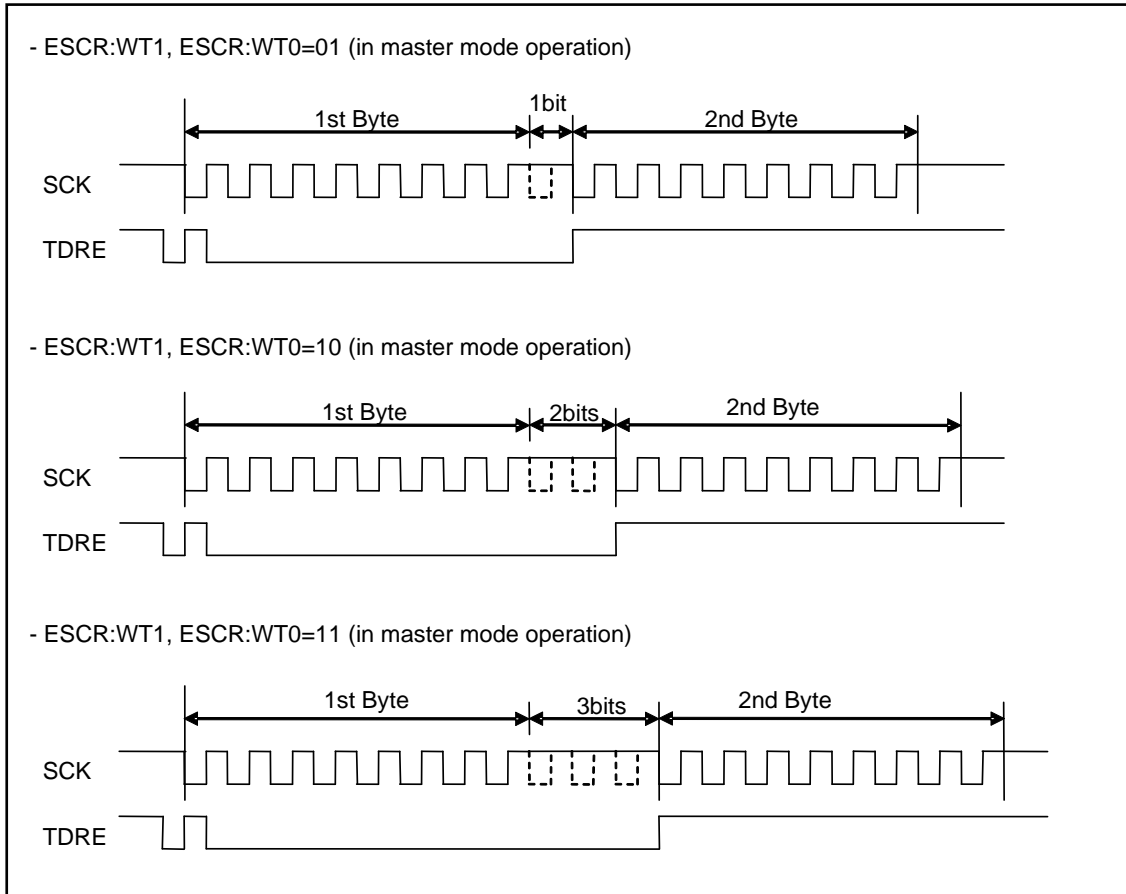 - ESCR:WT1, ESCR:WT0=01 (in master mode operation)
1st Byte
1bit
2nd Byte
SCK
TDRE
- ESCR:WT1, ESCR:WT0=10 (in master mode operation)
1st Byte
2bits
2nd Byte
SCK
TDRE
- ESCR:WT1, ESCR:WT0=11 (in master mode operation)
1st Byte
3bits
2nd Byte
SCK
TDRE